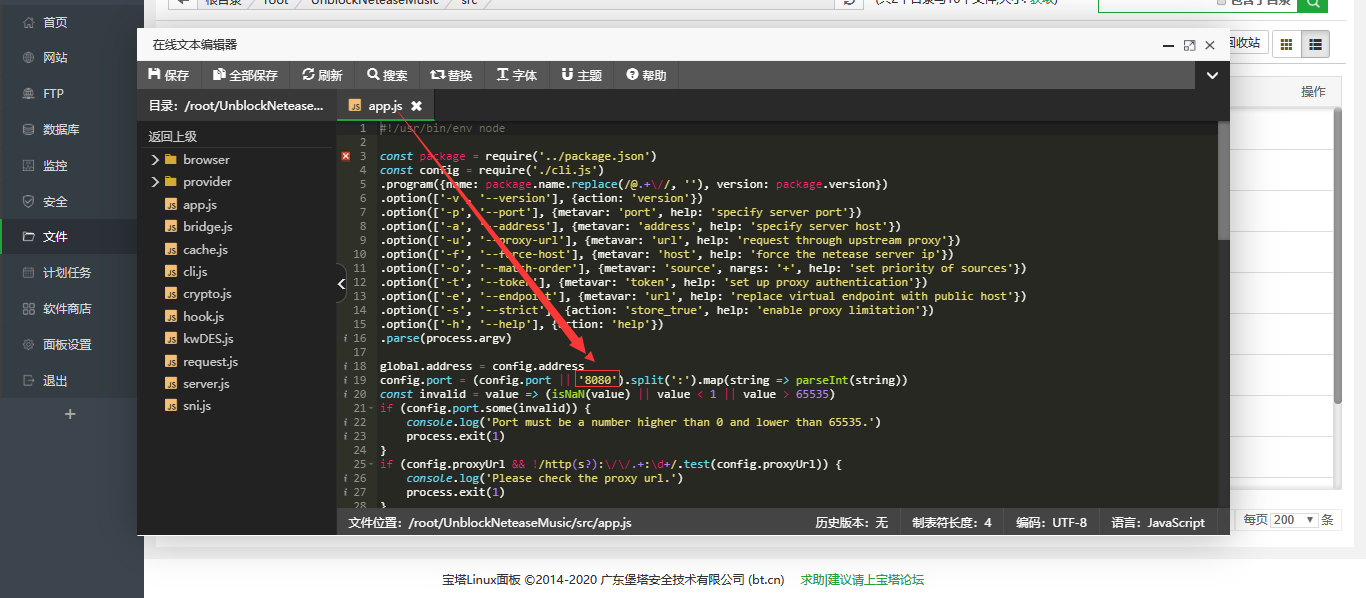 根目录 root UnblockNeteaseMusic src
包含子目录
首页
网站
FTP
数据库
监控
安全
文件
计划任务
软件商店
面板设置
退出
+
在线文本编辑器
保存 全部保存 刷新 搜索 替换 字体 主题 帮助
目录：/root/UnblockNetease...
app.js
返回上级
browser
provider
app.js
bridge.js
cache.js
cli.js
crypto.js
hook.js
kwDES.js
request.js
server.js
sni.js
1 #!/usr/bin/env node
2
3 const package = require('../package.json')
4 const config = require('./cli.js')
5 .program({name: package.name.replace(/@.+\//, ''), version: package.version})
6 .option(['-v', '--version'], {action: 'version'})
7 .option(['-p', '--port'], {metavar: 'port', help: 'specify server port'})
8 .option(['-a', '--address'], {metavar: 'address', help: 'specify server host'})
9 .option(['-u', '--proxy-url'], {metavar: 'url', help: 'request through upstream proxy'})
10 .option(['-f', '--force-host'], {metavar: 'host', help: 'force the netease server ip'})
11 .option(['-o', '--match-order'], {metavar: 'source', nargs: '+', help: 'set priority of sources'})
12 .option(['-t', '--token'], {metavar: 'token', help: 'set up proxy authentication'})
13 .option(['-e', '--endpoint'], {metavar: 'url', help: 'replace virtual endpoint with public host'})
14 .option(['-s', '--strict'], {action: 'store_true', help: 'enable proxy limitation'})
15 .option(['-h', '--help'], {action: 'help'})
16 .parse(process.argv)
17
18 global.address = config.address
19 config.port = (config.port || '8080').split(':').map(string => parseInt(string))
20 const invalid = value => (isNaN(value) || value < 1 || value > 65535)
21 if (config.port.some(invalid)) {
22 console.log('Port must be a number higher than 0 and lower than 65535.')
23 process.exit(1)
24 }
25 if (config.proxyUrl && !/http(s?):\/\/.+:\d+/.test(config.proxyUrl)) {
26 console.log('Please check the proxy url.')
27 process.exit(1)
28 }
文件位置：/root/UnblockNeteaseMusic/src/app.js 历史版本：无 制表符长度：4 编码：UTF-8 语言：JavaScript
回收站
操作
每页 200 条
宝塔Linux面板 ©2014-2020 广东堡塔安全技术有限公司 (bt.cn) 求助|建议请上宝塔论坛